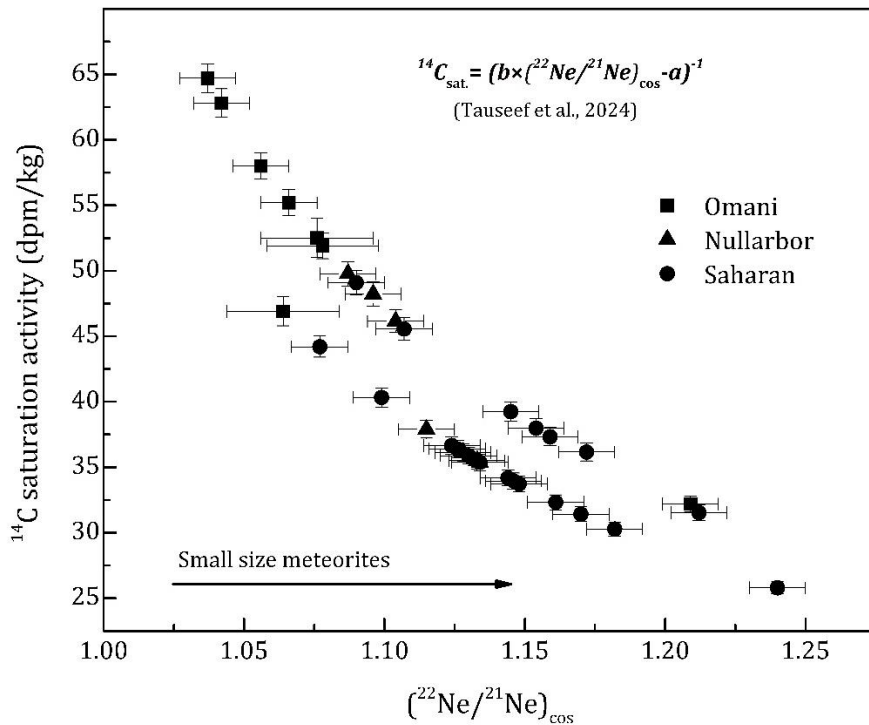 ¹⁴C saturation activity (dpm/kg)
65
60
55
50
45
40
35
30
25
¹⁴C_sat. = (b×(²²Ne/²¹Ne)_cos-a)⁻¹
(Tauseef et al., 2024)
Omani
Nullarbor
Saharan
Small size meteorites
1.00 1.05 1.10 1.15 1.20 1.25
(²²Ne/²¹Ne)_cos